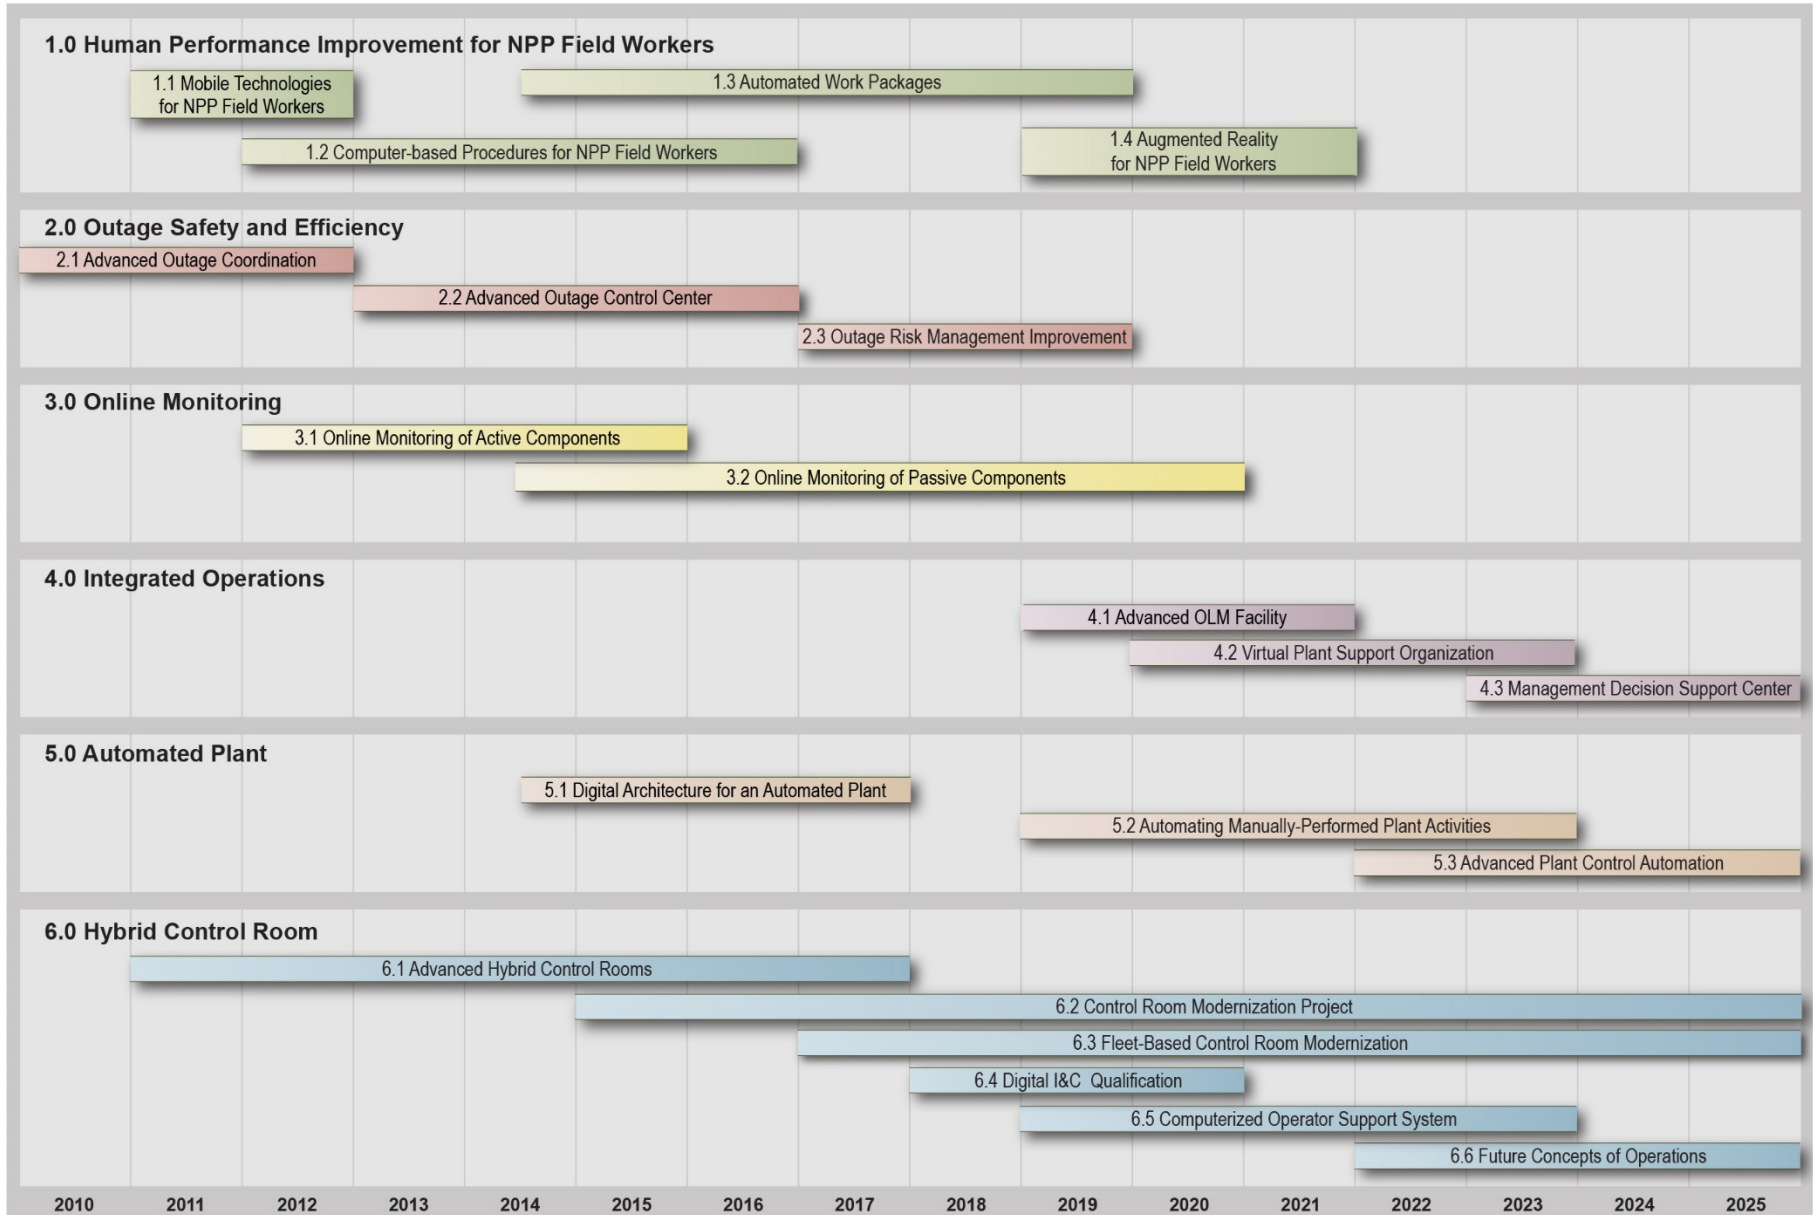 1.0 Human Performance Improvement for NPP Field Workers
1.1 Mobile Technologies
for NPP Field Workers
1.3 Automated Work Packages
1.2 Computer-based Procedures for NPP Field Workers
1.4 Augmented Reality
for NPP Field Workers
2.0 Outage Safety and Efficiency
2.1 Advanced Outage Coordination
2.2 Advanced Outage Control Center
2.3 Outage Risk Management Improvement
3.0 Online Monitoring
3.1 Online Monitoring of Active Components
3.2 Online Monitoring of Passive Components
4.0 Integrated Operations
4.1 Advanced OLM Facility
4.2 Virtual Plant Support Organization
4.3 Management Decision Support Center
5.0 Automated Plant
5.1 Digital Architecture for an Automated Plant
5.2 Automating Manually-Performed Plant Activities
5.3 Advanced Plant Control Automation
6.0 Hybrid Control Room
6.1 Advanced Hybrid Control Rooms
6.2 Control Room Modernization Project
6.3 Fleet-Based Control Room Modernization
6.4 Digital I&C Qualification
6.5 Computerized Operator Support System
6.6 Future Concepts of Operations
2010 2011 2012 2013 2014 2015 2016 2017 2018 2019 2020 2021 2022 2023 2024 2025